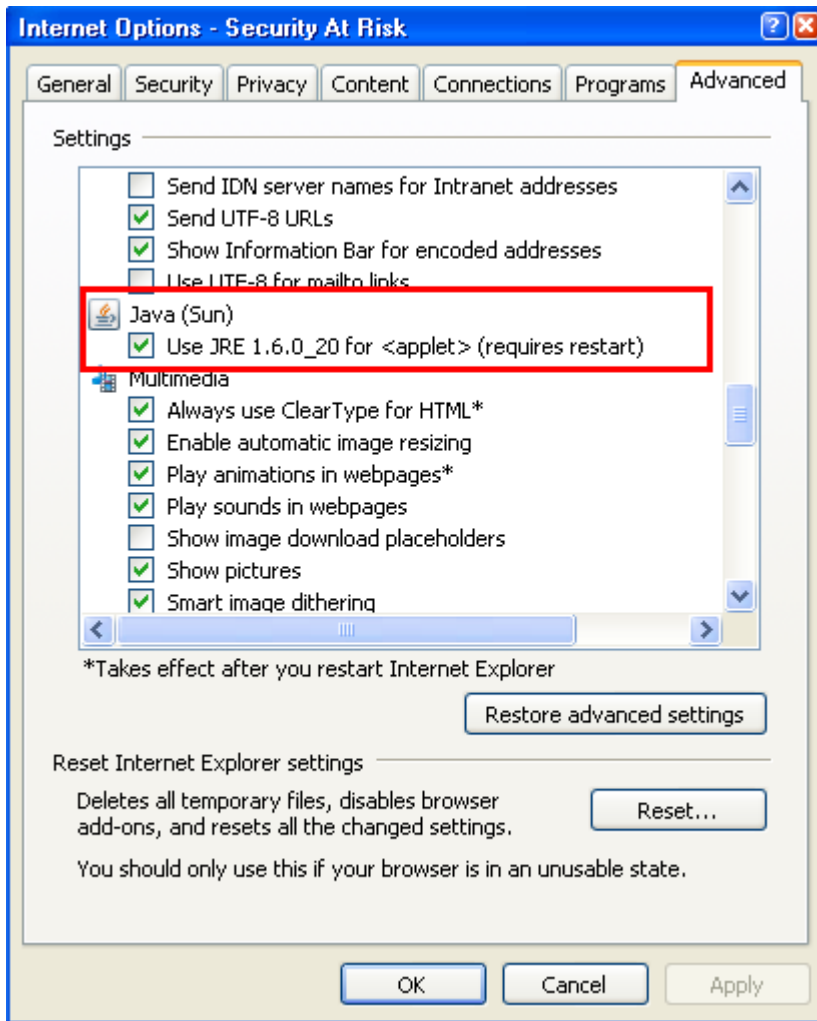 Internet Options - Security At Risk
General Security Privacy Content Connections Programs Advanced
Settings
Send IDN server names for Intranet addresses
Send UTF-8 URLs
Show Information Bar for encoded addresses
Use UTF-8 for mailto links
Java (Sun)
Use JRE 1.6.0_20 for <applet> (requires restart)
Multimedia
Always use ClearType for HTML*
Enable automatic image resizing
Play animations in webpages*
Play sounds in webpages
Show image download placeholders
Show pictures
Smart image dithering
*Takes effect after you restart Internet Explorer
Restore advanced settings
Reset Internet Explorer settings
Deletes all temporary files, disables browser
add-ons, and resets all the changed settings.
Reset...
You should only use this if your browser is in an unusable state.
OK Cancel Apply